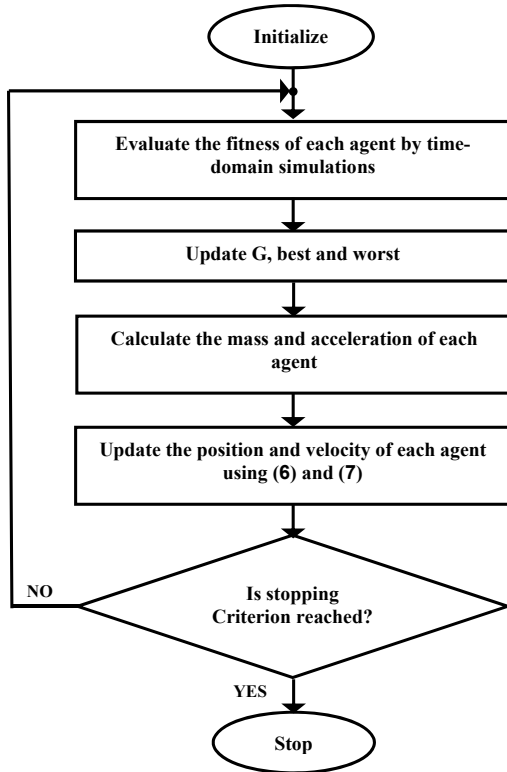 Initialize
Evaluate the fitness of each agent by time-
domain simulations
Update G, best and worst
Calculate the mass and acceleration of each
agent
Update the position and velocity of each agent
using (6) and (7)
Is stopping
Criterion reached?
NO
YES
Stop